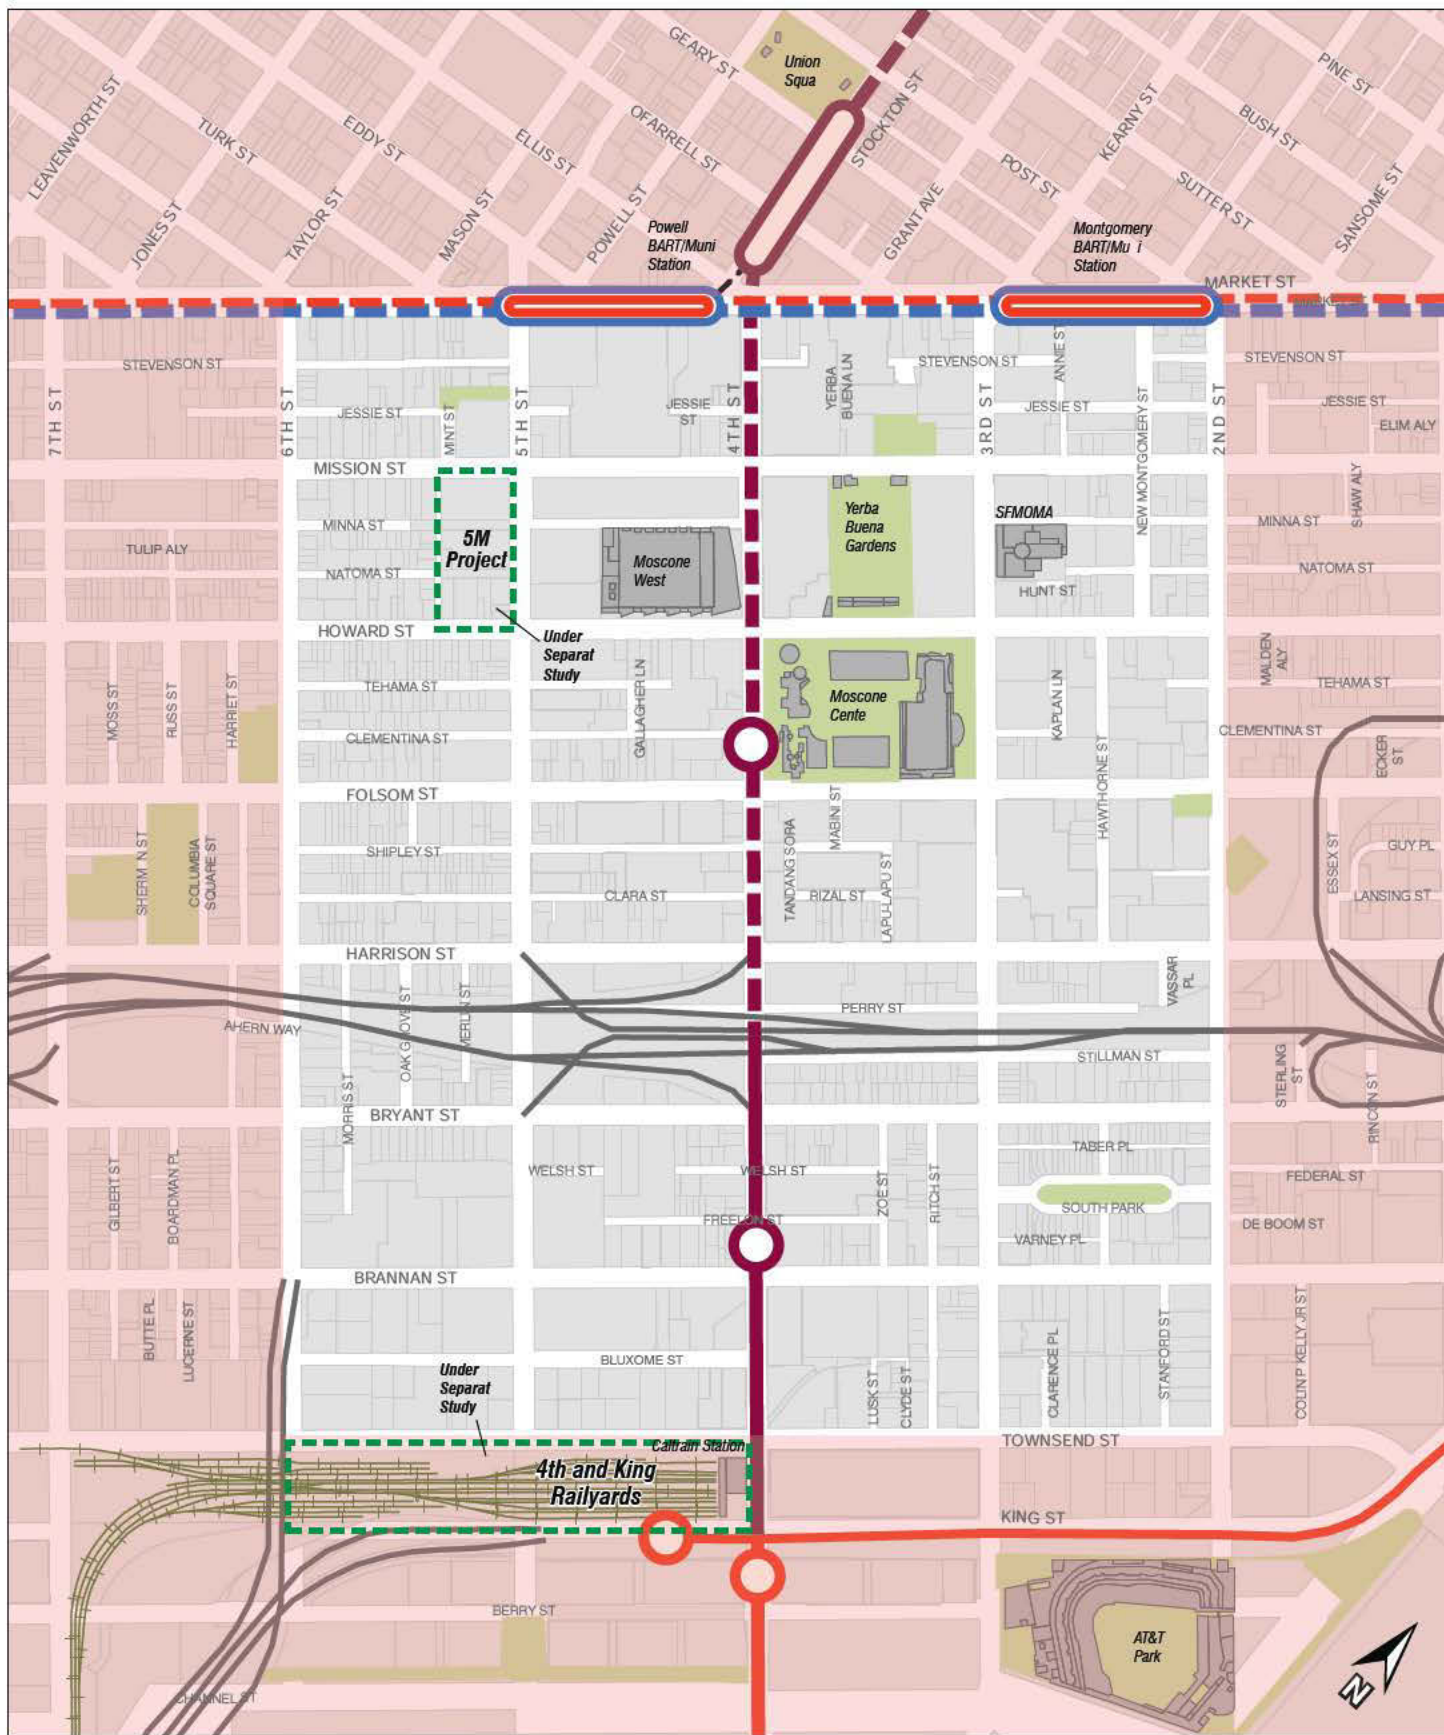 GEARY ST
Union
Squa
STOCKTON ST
PINE ST
LEAVENWORTH ST
TURK ST
EDDY ST
ELLIS ST
OFARRELL ST
KEARNY ST
BUSH ST
POST ST
SUTTER ST
SANSOME ST
JONES ST
TAYLOR ST
MASON ST
POWELL ST
GRANT AVE
Powell
BART/Muni
Station
Montgomery
BART/Mu i
Station
MARKET ST
MARKET ST
STEVENSON ST
STEVENSON ST
STEVENSON ST
7TH ST
6TH ST
5TH ST
4TH ST
3RD ST
2ND ST
JESSIE ST
MINT ST
JESSIE
ST
YERBA
BUENA LN
ANNIE ST
JESSIE ST
NEW MONTGOMERY ST
JESSIE ST
ELIM ALY
MISSION ST
SHAW ALY
MINNA ST
5M
Project
Moscone
West
Yerba
Buena
Gardens
SFMOMA
MINNA ST
TULIP ALY
NATOMA ST
NATOMA ST
HUNT ST
HOWARD ST
Under
Separat
Study
MOSS ST
RUSS ST
HARRIET ST
TEHAMA ST
GALLAGHER LN
Moscone
Cente
KAPLAN LN
MALDEN
ALY
TEHAMA ST
CLEMENTINA ST
HAWTHORNE ST
CLEMENTINA ST
ECKER
ST
FOLSOM ST
SHERM N ST
COLUMBIA
SQUARE ST
SHIPLEY ST
CLARA ST
TANDANG SORA
MABINI ST
RIZAL ST
LAPU-LAPU ST
ESSEX ST
GUY PL
LANSING ST
HARRISON ST
VASSAR
PL
AHERN WAY
OAK GROVE ST
MERLIN ST
PERRY ST
STILLMAN ST
MORRIS ST
STERLING
ST
RINCON ST
BRYANT ST
GILBERT ST
BOARDMAN PL
WELSH ST
WELSH ST
ZOE ST
RITCH ST
TABER PL
FEDERAL ST
SOUTH PARK
FREELON ST
VARNEY PL
DE BOOM ST
BRANNAN ST
BUTTE PL
LUCERNE ST
BLUXOME ST
LUSK ST
CLYDE ST
CLARENCE PL
STANFORD ST
COLIN P KELLY JR ST
Under
Separat
Study
Caltrain Station
TOWNSEND ST
4th and King
Railyards
KING ST
BERRY ST
AT&T
Park
CHANNEL ST
N